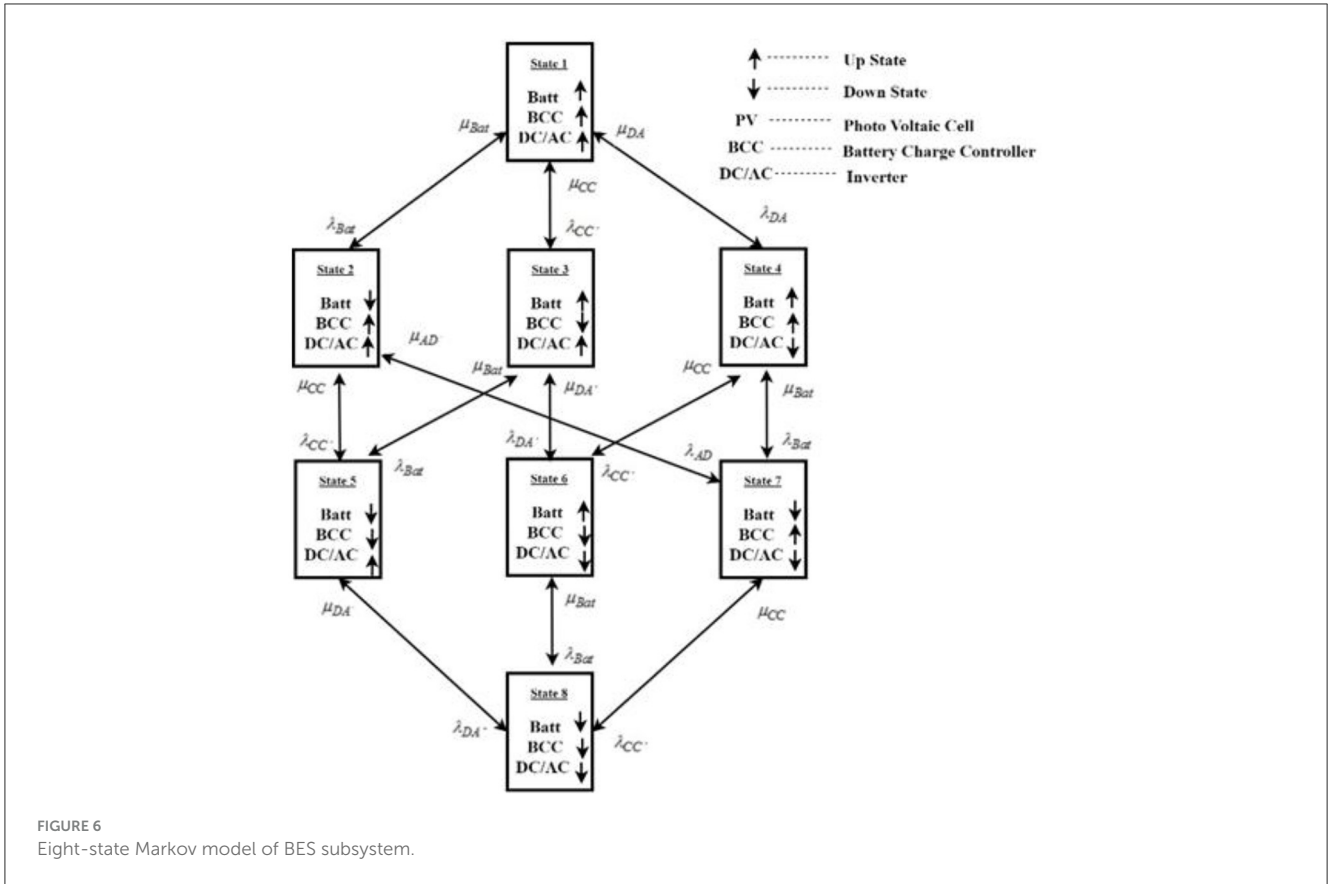 State 1
Batt
BCC
DC/AC
Up State
Down State
PV Photo Voltaic Cell
BCC Battery Charge Controller
DC/AC Inverter
μBat
μDA
μCC
λBat
λCC'
λDA
State 2
Batt
BCC
DC/AC
State 3
Batt
BCC
DC/AC
State 4
Batt
BCC
DC/AC
μAD
μCC
μBat
μDA'
μCC
μBat
λCC'
λBat
λDA'
λCC'
λAD
λBat
State 5
Batt
BCC
DC/AC
State 6
Batt
BCC
DC/AC
State 7
Batt
BCC
DC/AC
μDA'
μBat
μCC
λBat
λDA'
λCC'
State 8
Batt
BCC
DC/AC
FIGURE 6
Eight-state Markov model of BES subsystem.